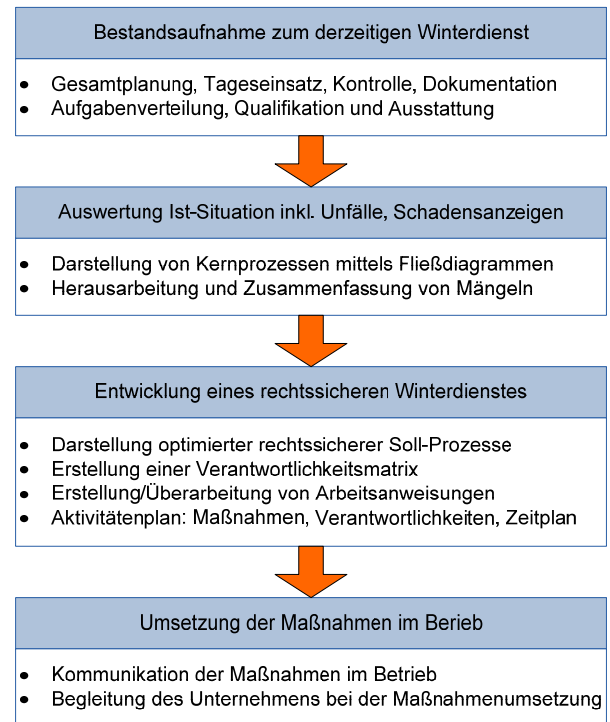 Bestandsaufnahme zum derzeitigen Winterdienst
• Gesamtplanung, Tageseinsatz, Kontrolle, Dokumentation
• Aufgabenverteilung, Qualifikation und Ausstattung
Auswertung Ist-Situation inkl. Unfälle, Schadensanzeigen
• Darstellung von Kernprozessen mittels Fließdiagrammen
• Herausarbeitung und Zusammenfassung von Mängeln
Entwicklung eines rechtssicheren Winterdienstes
• Darstellung optimierter rechtssicherer Soll-Prozesse
• Erstellung einer Verantwortlichkeitsmatrix
• Erstellung/Überarbeitung von Arbeitsanweisungen
• Aktivitätenplan: Maßnahmen, Verantwortlichkeiten, Zeitplan
Umsetzung der Maßnahmen im Berieb
• Kommunikation der Maßnahmen im Betrieb
• Begleitung des Unternehmens bei der Maßnahmenumsetzung